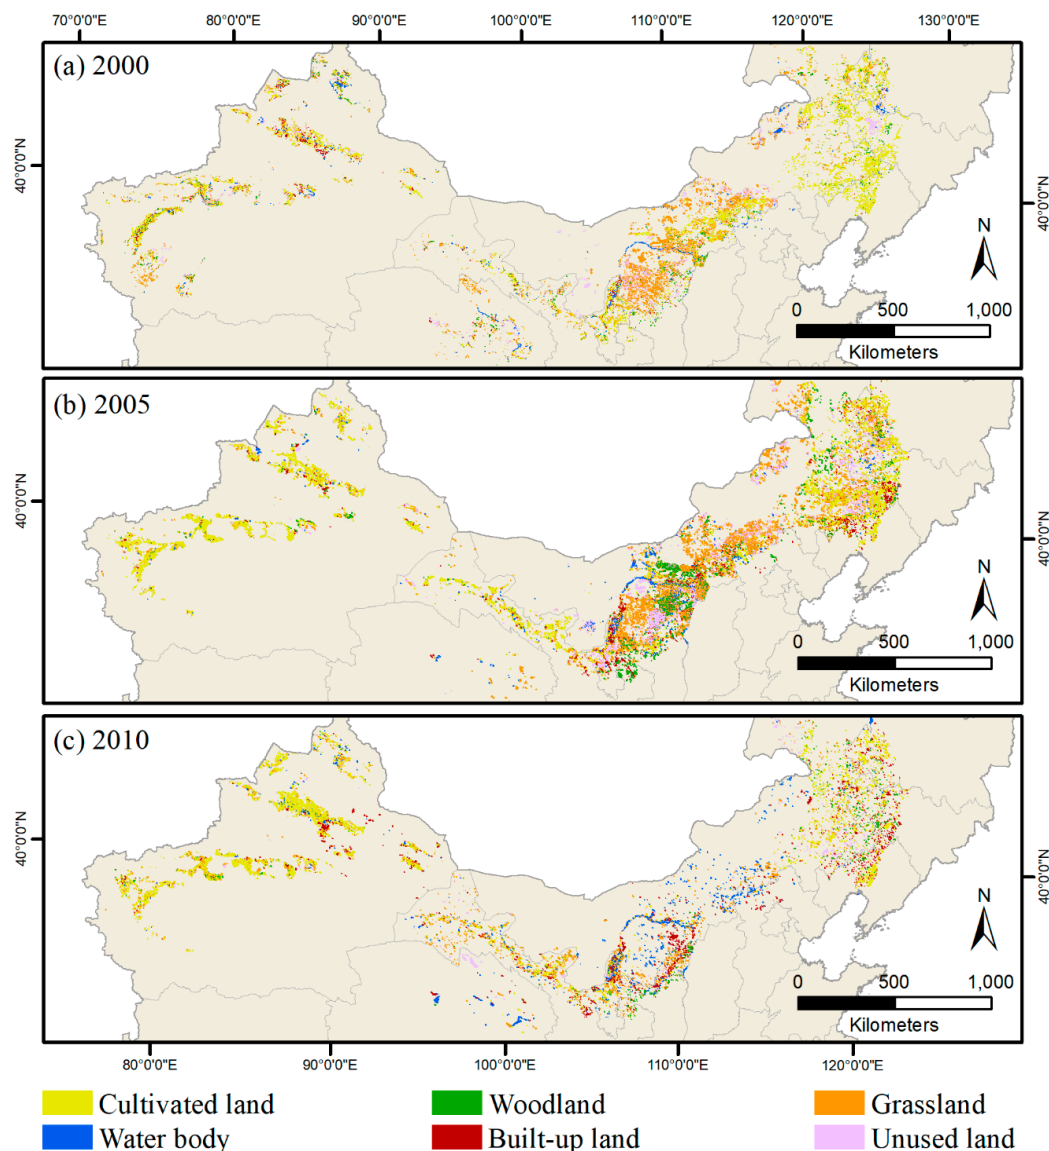 70°0'0"E 80°0'0"E 90°0'0"E 100°0'0"E 110°0'0"E 120°0'0"E 130°0'0"E
(a) 2000
40°0'0"N
40°0'0"N
N
0 500 1,000
Kilometers
(b) 2005
40°0'0"N
40°0'0"N
N
0 500 1,000
Kilometers
(c) 2010
40°0'0"N
40°0'0"N
N
0 500 1,000
Kilometers
80°0'0"E 90°0'0"E 100°0'0"E 110°0'0"E 120°0'0"E
Cultivated land Woodland Grassland
Water body Built-up land Unused land